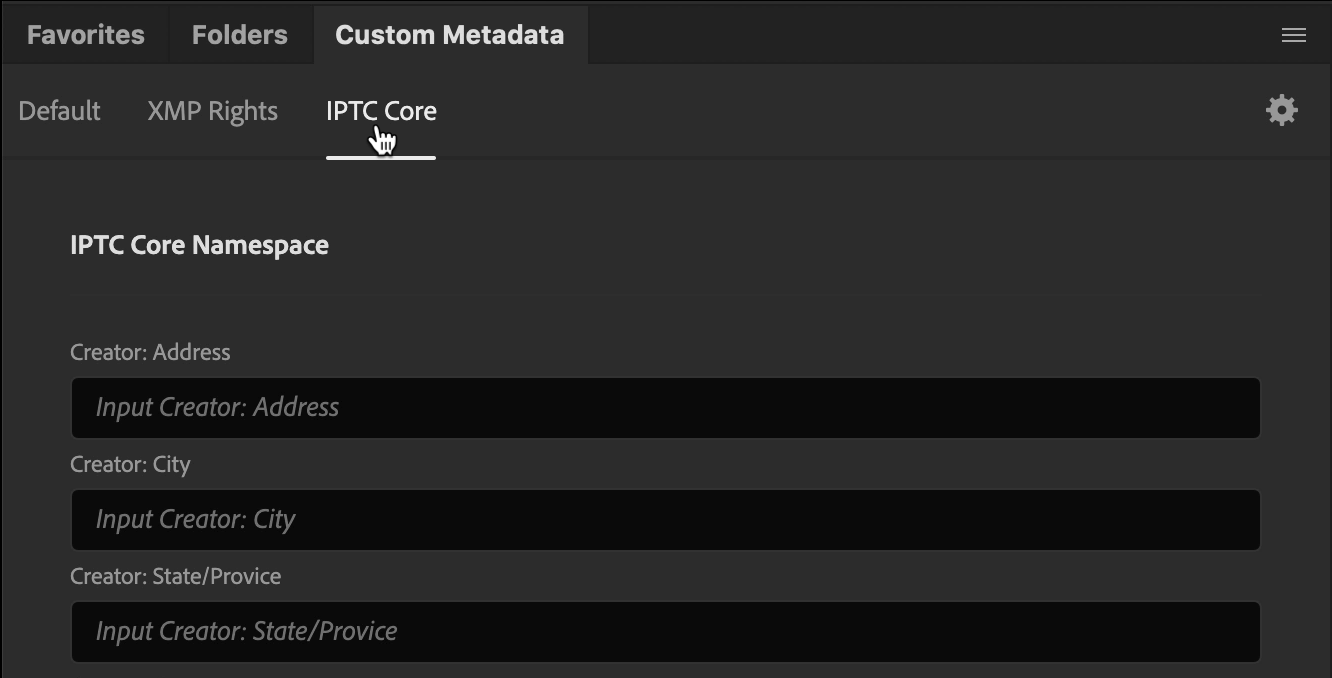 Favorites Folders Custom Metadata
Default XMP Rights IPTC Core
IPTC Core Namespace
Creator: Address
Input Creator: Address
Creator: City
Input Creator: City
Creator: State/Provice
Input Creator: State/Provice